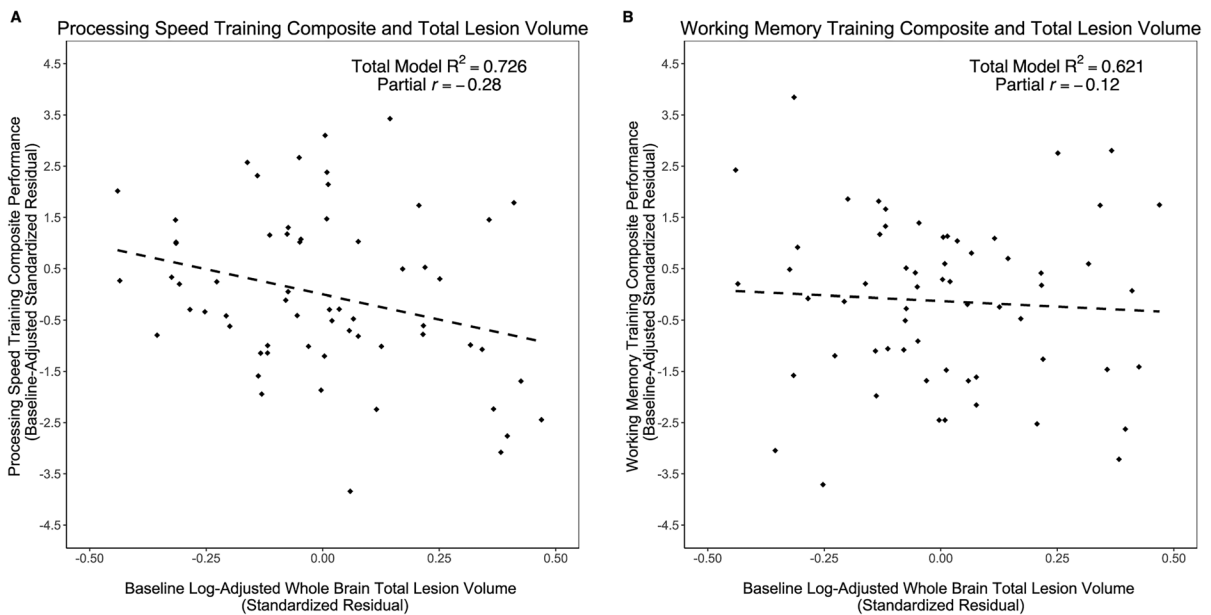 A
Processing Speed Training Composite and Total Lesion Volume
Total Model R² = 0.726
Partial r = −0.28
Processing Speed Training Composite Performance
(Baseline-Adjusted Standardized Residual)
4.5
3.5
2.5
1.5
0.5
-0.5
-1.5
-2.5
-3.5
-4.5
-0.50 -0.25 0.00 0.25 0.50
Baseline Log-Adjusted Whole Brain Total Lesion Volume
(Standardized Residual)
B
Working Memory Training Composite and Total Lesion Volume
Total Model R² = 0.621
Partial r = −0.12
Working Memory Training Composite Performance
(Baseline-Adjusted Standardized Residual)
4.5
3.5
2.5
1.5
0.5
-0.5
-1.5
-2.5
-3.5
-4.5
-0.50 -0.25 0.00 0.25 0.50
Baseline Log-Adjusted Whole Brain Total Lesion Volume
(Standardized Residual)